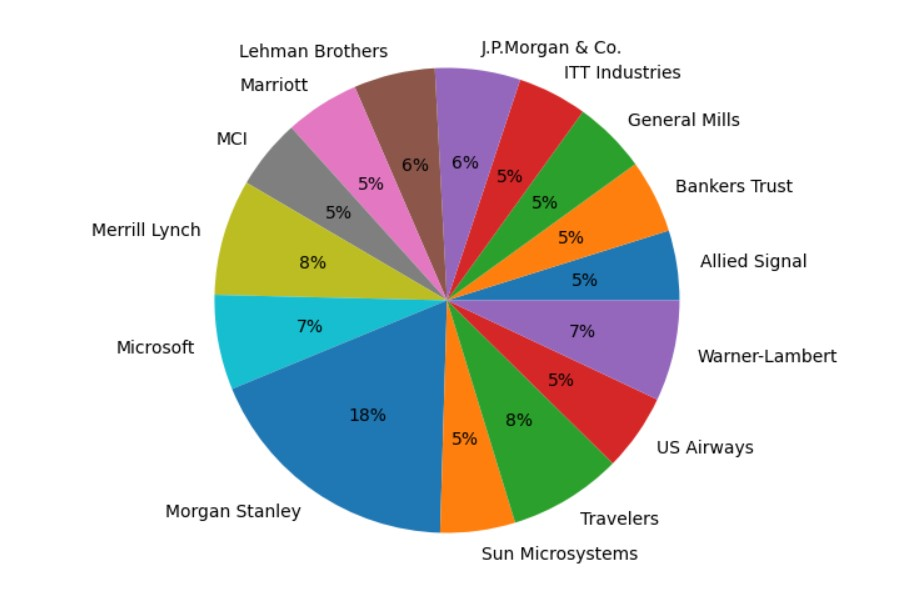 Lehman Brothers
J.P.Morgan & Co.
ITT Industries
Marriott
General Mills
MCI
6%
6%
5%
5%
Bankers Trust
5%
5%
Merrill Lynch
5%
8%
Allied Signal
5%
7%
7%
Microsoft
Warner-Lambert
5%
18%
8%
5%
US Airways
Morgan Stanley
Travelers
Sun Microsystems